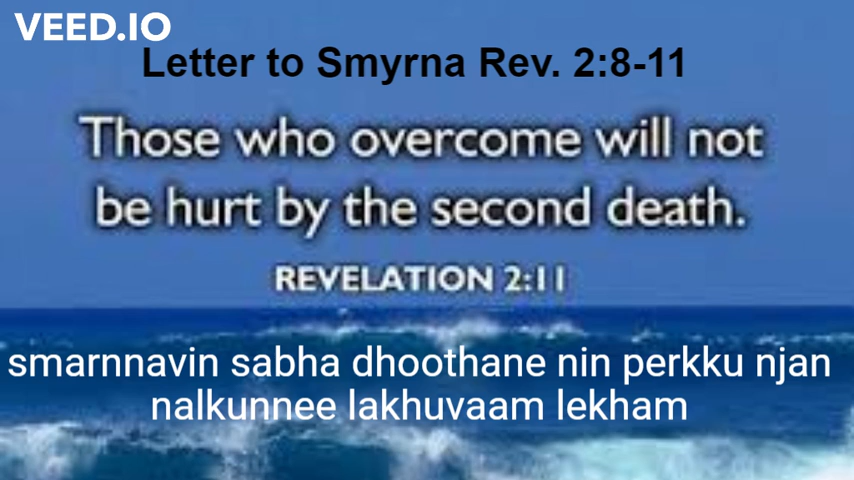 VEED.IO
Letter to Smyrna Rev. 2:8-11
Those who overcome will not
be hurt by the second death.
REVELATION 2:11
smarnnavin sabha dhoothane nin perkku njan
nalkunnee lakhuvaam lekham